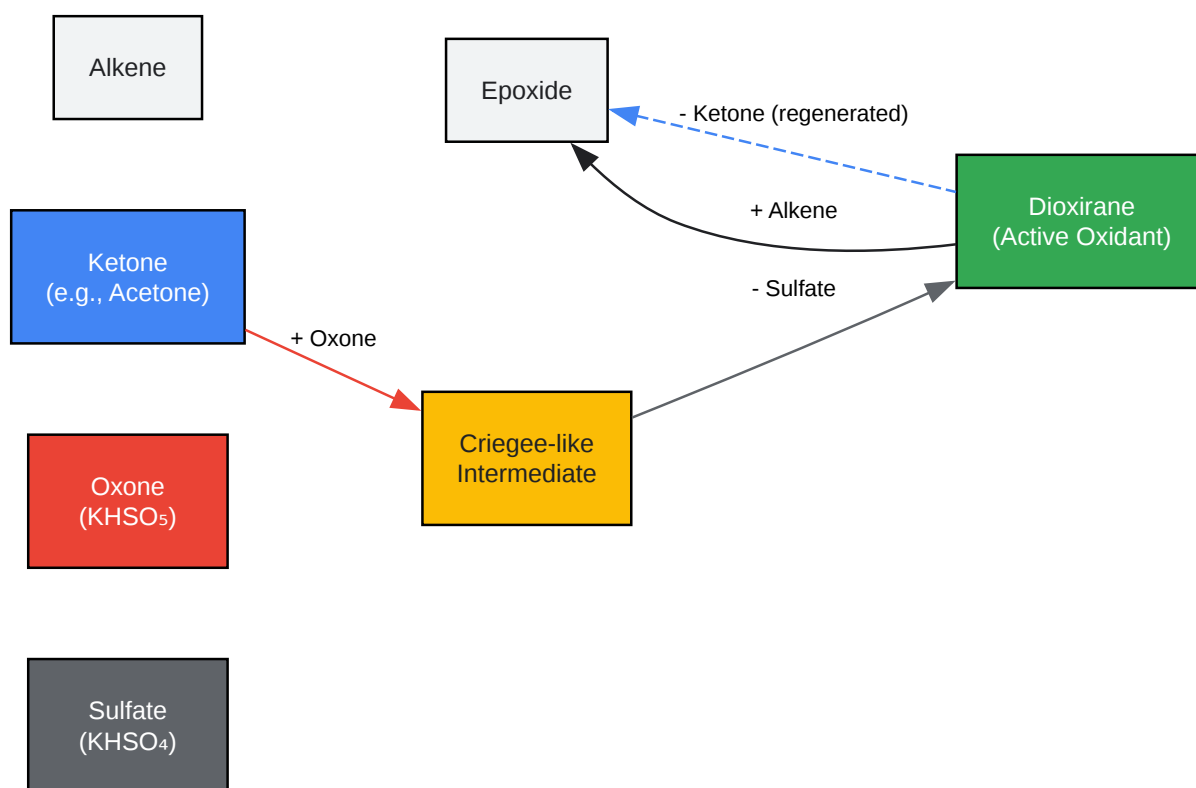 Alkene
Epoxide
- Ketone (regenerated)
+ Alkene
Dioxirane
(Active Oxidant)
Ketone
(e.g., Acetone)
- Sulfate
+ Oxone
Criegee-like
Intermediate
Oxone
(KHSO₅)
Sulfate
(KHSO₄)